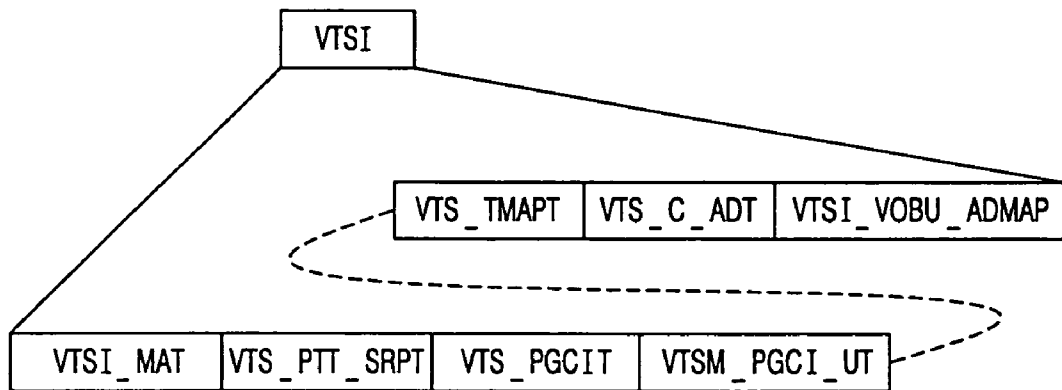 VTSI
VTS_TMAPT VTS_C_ADT VTSI_VOBU_ADMAP
VTSI_MAT VTS_PTT_SRPT VTS_PGCIT VTSM_PGCI_UT